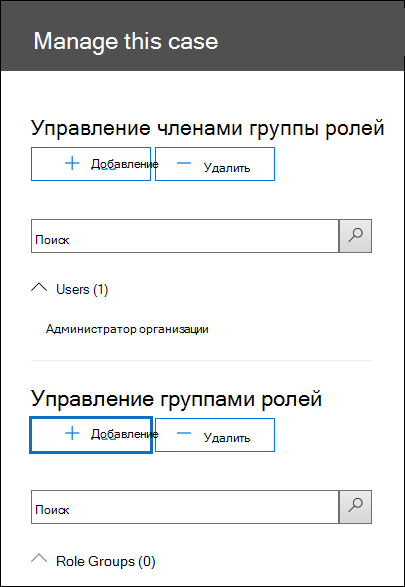 Manage this case
Управление членами группы ролей
Добавление Удалить
Поиск
Users (1)
Администратор организации
Управление группами ролей
Добавление Удалить
Поиск
Role Groups (0)